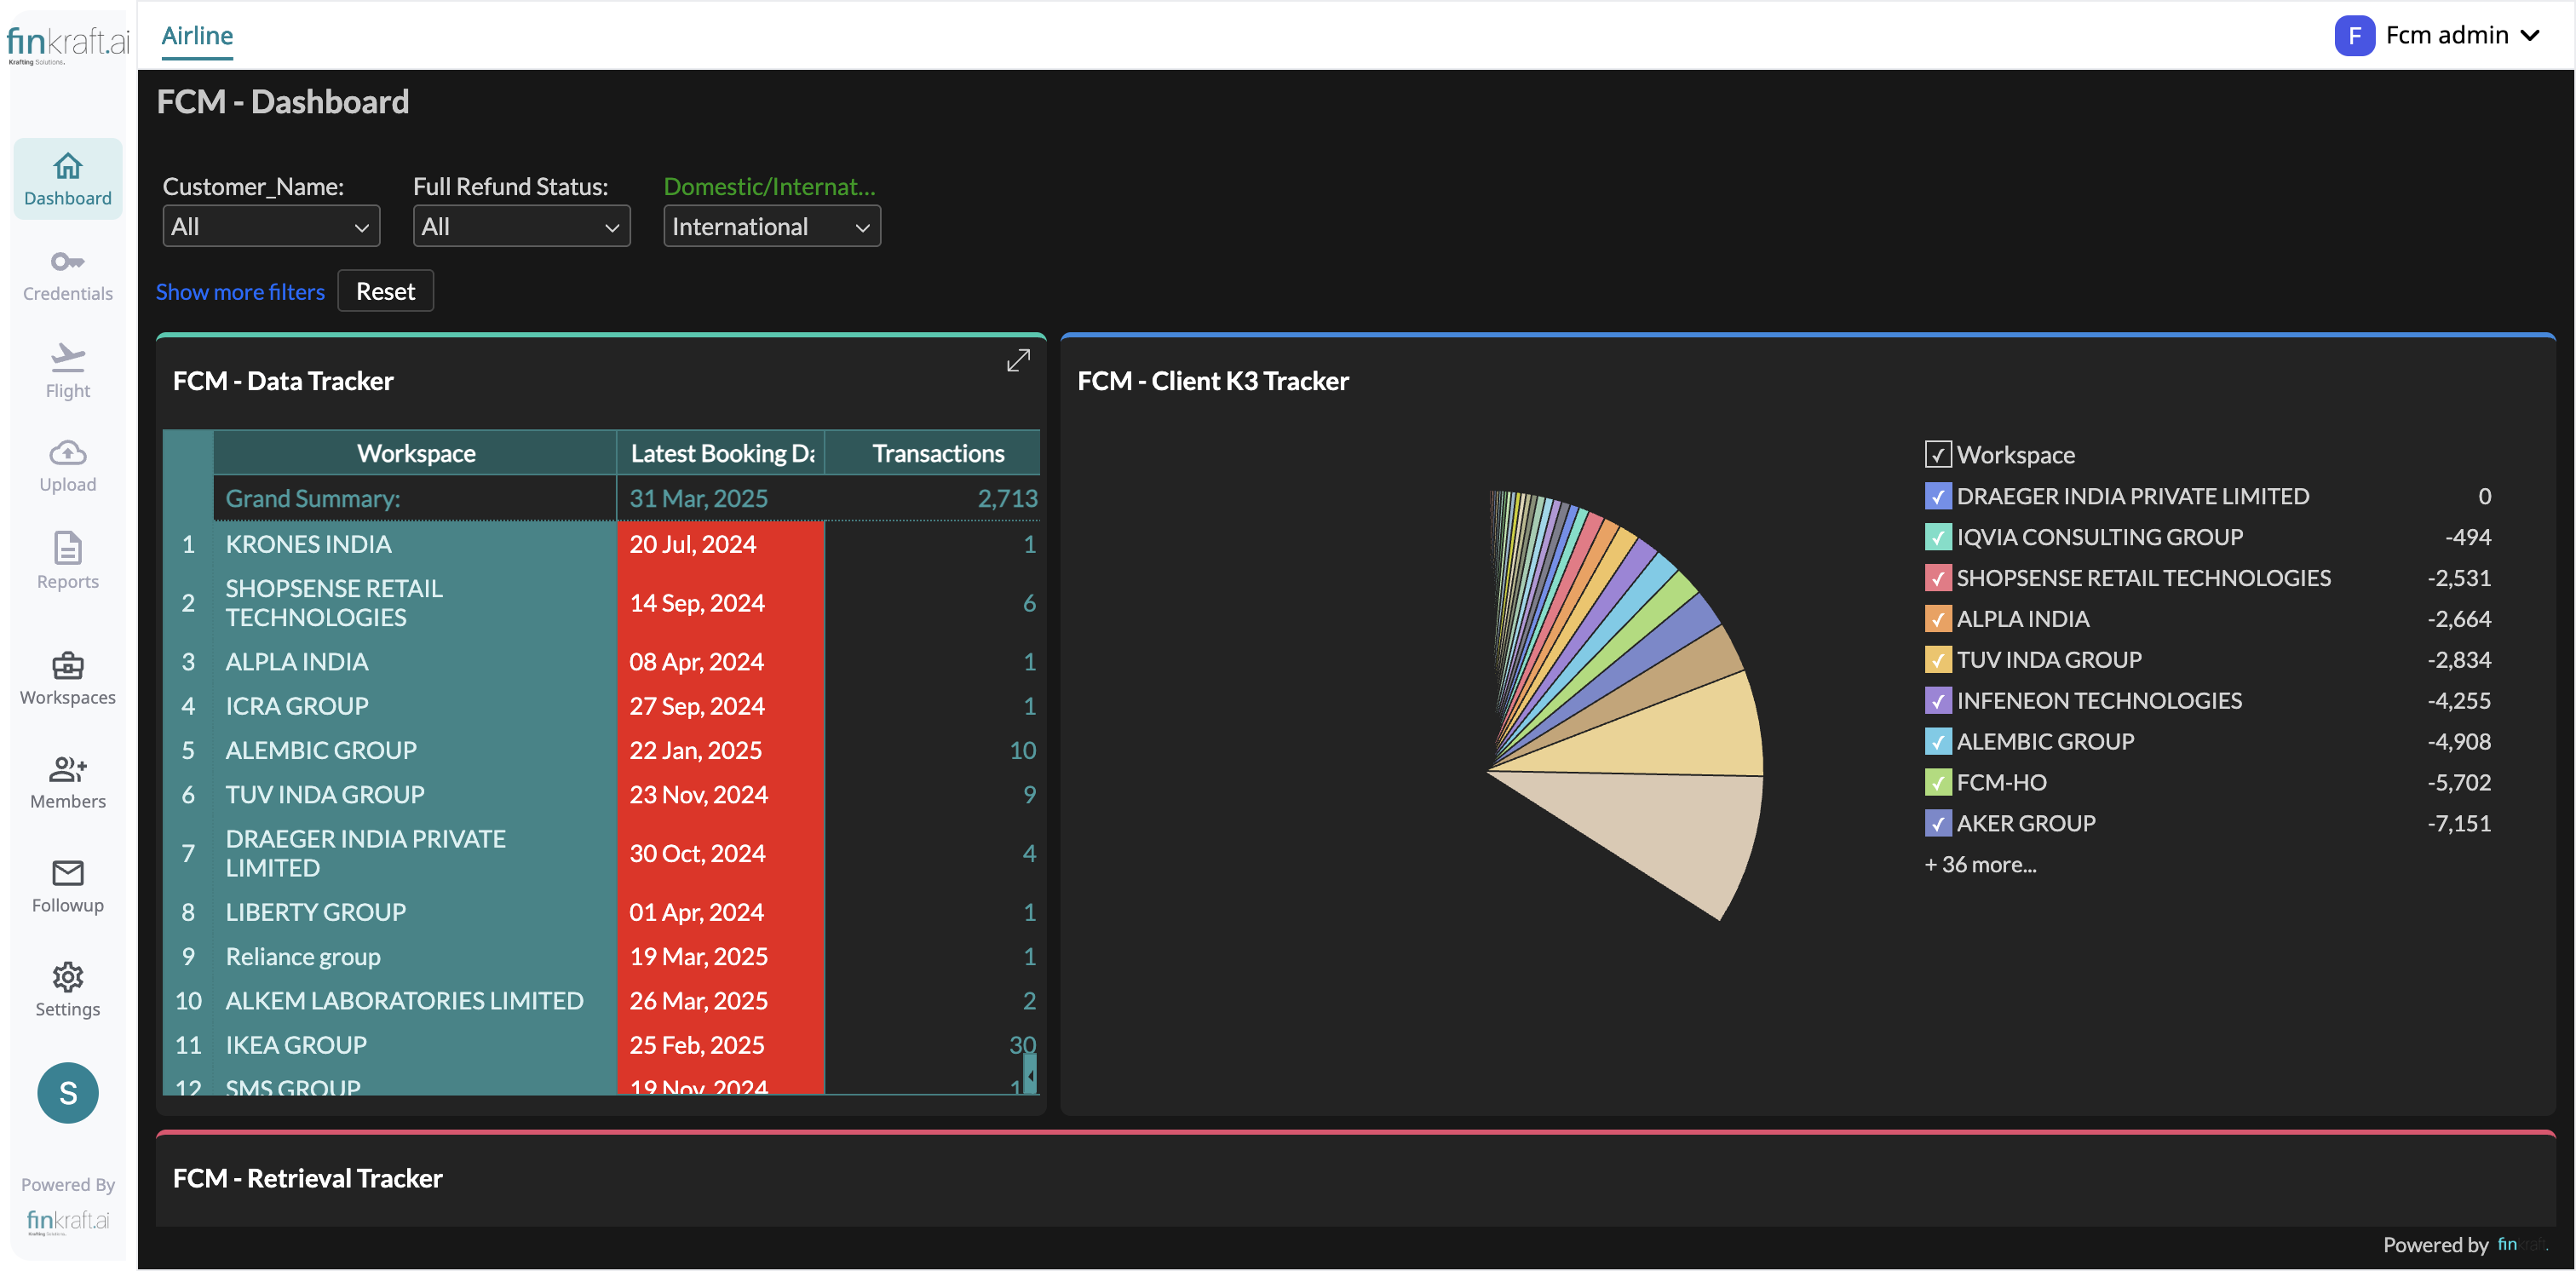 finkraft.ai
Krafting Solutions.
Airline
F
Fcm admin
Dashboard
Credentials
Flight
Upload
Reports
Workspaces
Members
Followup
Settings
S
Powered By
finkraft.ai
Krafting Solutions.
FCM - Dashboard
Customer_Name:
Full Refund Status:
Domestic/Internat...
All
All
International
Show more filters
Reset
FCM - Data Tracker
Workspace
Latest Booking Da
Transactions
Grand Summary:
31 Mar, 2025
2,713
1 KRONES INDIA 20 Jul, 2024 1
2 SHOPSENSE RETAIL
TECHNOLOGIES 14 Sep, 2024 6
3 ALPLA INDIA 08 Apr, 2024 1
4 ICRA GROUP 27 Sep, 2024 1
5 ALEMBIC GROUP 22 Jan, 2025 10
6 TUV INDA GROUP 23 Nov, 2024 9
7 DRAEGER INDIA PRIVATE
LIMITED 30 Oct, 2024 4
8 LIBERTY GROUP 01 Apr, 2024 1
9 Reliance group 19 Mar, 2025 1
10 ALKEM LABORATORIES LIMITED 26 Mar, 2025 2
11 IKEA GROUP 25 Feb, 2025 30
12 SMS GROUP 19 Nov, 2024
FCM - Client K3 Tracker
Workspace
DRAEGER INDIA PRIVATE LIMITED 0
IQVIA CONSULTING GROUP -494
SHOPSENSE RETAIL TECHNOLOGIES -2,531
ALPLA INDIA -2,664
TUV INDA GROUP -2,834
INFENEON TECHNOLOGIES -4,255
ALEMBIC GROUP -4,908
FCM-HO -5,702
AKER GROUP -7,151
+ 36 more...
FCM - Retrieval Tracker
Powered by finkraft.